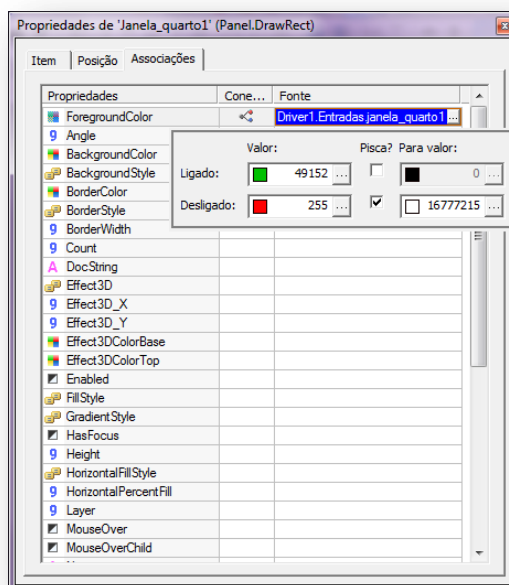 Propriedades de 'Janela_quarto1' (Panel.DrawRect)
Item Posição Associações
Propriedades Cone... Fonte
ForegroundColor Driver1.Entradas.janela_quarto1 ...
Angle
Valor: Pisca? Para valor:
BackgroundColor
BackgroundStyle Ligado: 49152 ... 0 ...
BorderColor
BorderStyle Desligado: 255 ... 16777215 ...
BorderWidth
Count
DocString
Effect3D
Effect3D_X
Effect3D_Y
Effect3DColorBase
Effect3DColorTop
Enabled
FillStyle
GradientStyle
HasFocus
Height
HorizontalFillStyle
HorizontalPercentFill
Layer
MouseOver
MouseOverChild